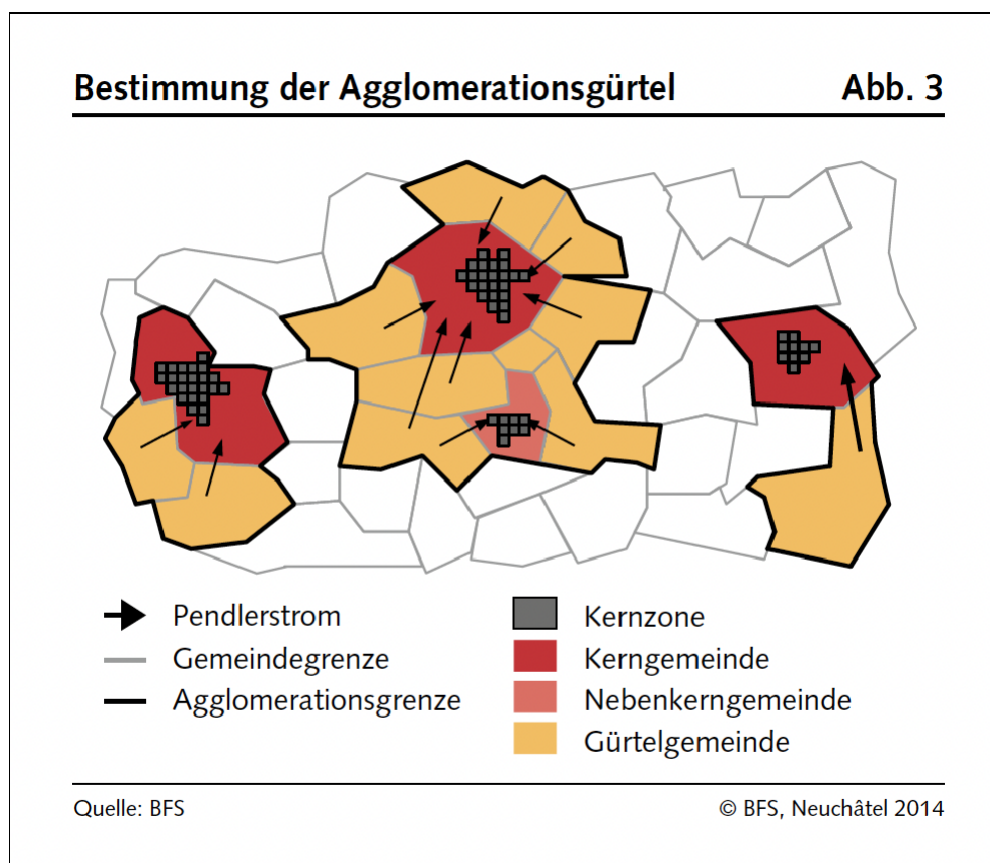 Bestimmung der Agglomerationsgürtel Abb. 3
Pendlerstrom
Gemeindegrenze
Agglomerationsgrenze
Kernzone
Kerngemeinde
Nebenkerngemeinde
Gürtelgemeinde
Quelle: BFS © BFS, Neuchâtel 2014